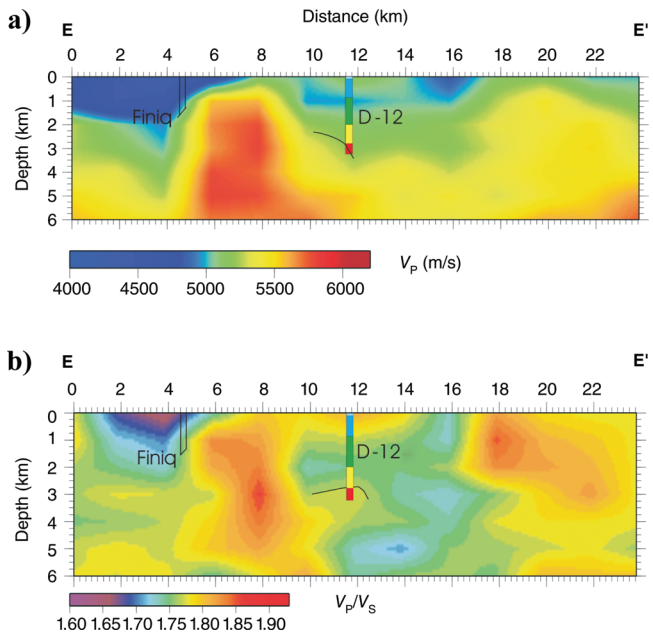 a)
Distance (km)
E E'
0 2 4 6 8 10 12 14 16 18 20 22
Depth (km)
0
1
2
3
4
5
6
Finiq
D-12
4000 4500 5000 5500 6000
VP (m/s)
b)
E E'
0 2 4 6 8 10 12 14 16 18 20 22
Depth (km)
0
1
2
3
4
5
6
Finiq
D-12
1.60 1.65 1.70 1.75 1.80 1.85 1.90
VP/VS